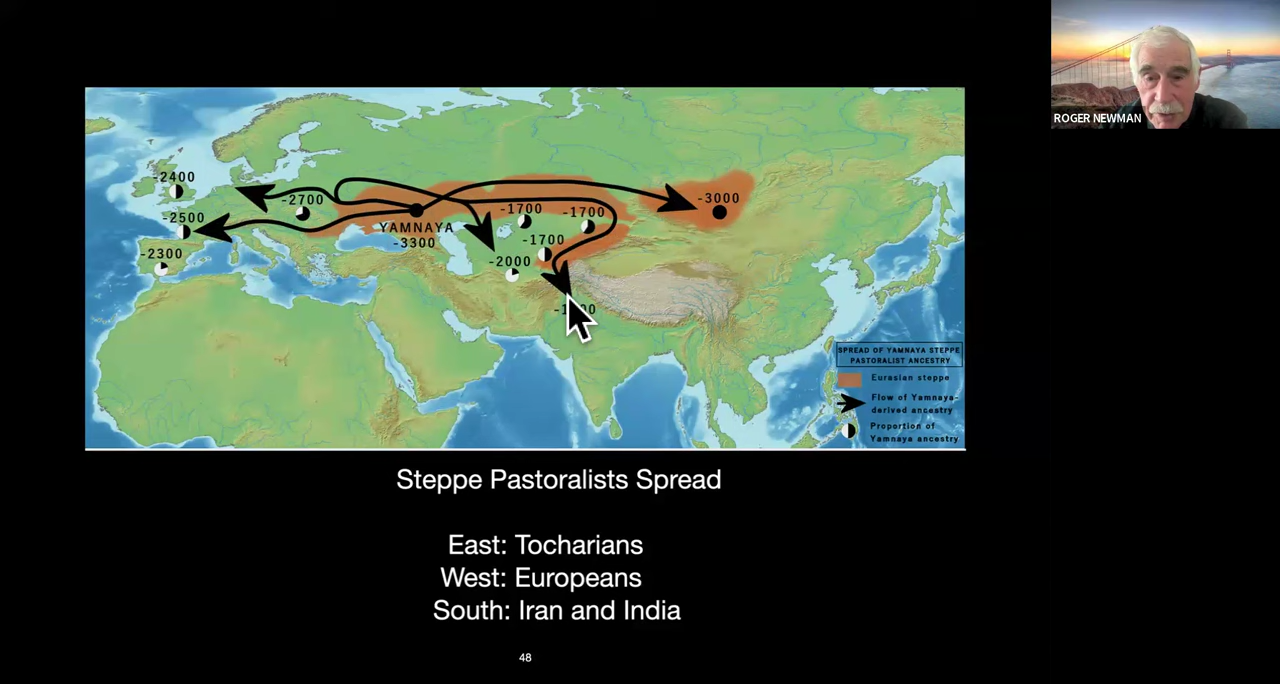 ROGER NEWMAN
-2400
-2700
-2500
YAMNAYA
-3300
-3000
-1700
-1700
-1700
-2300
-2000
SPREAD OF YAMNAYA STEPPE
PASTORALIST ANCESTRY
Eurasian steppe
Flow of Yamnaya-
derived ancestry
Proportion of
Yamnaya ancestry
Steppe Pastoralists Spread
East: Tocharians
West: Europeans
South: Iran and India
48